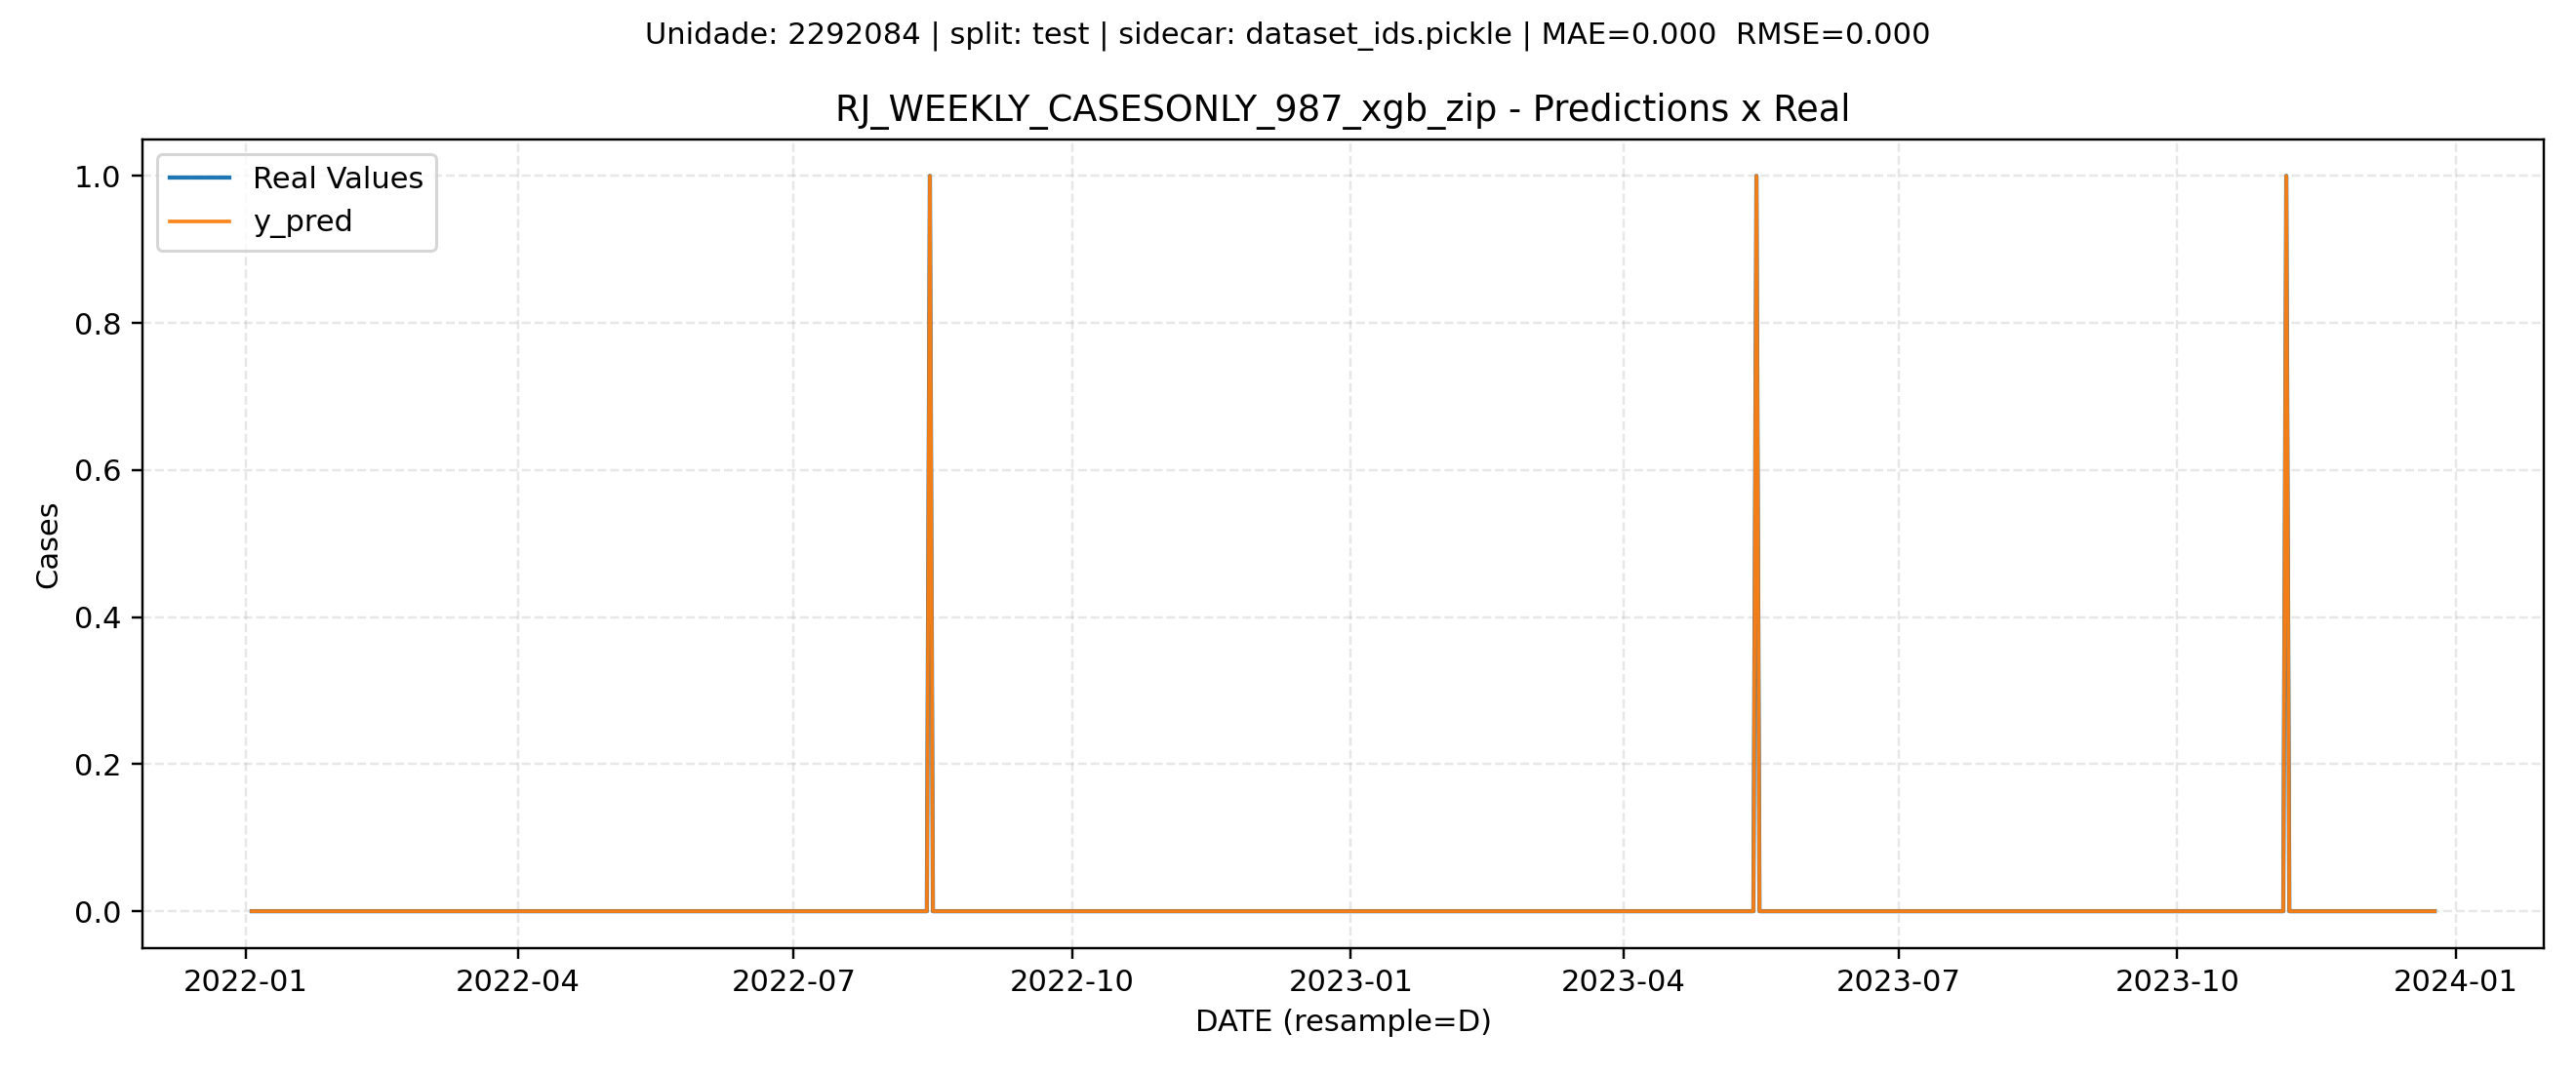 Unidade: 2292084 | split: test | sidecar: dataset_ids.pickle | MAE=0.000  RMSE=0.000
RJ_WEEKLY_CASESONLY_987_xgb_zip - Predictions x Real
Real Values
y_pred
1.0
0.8
0.6
0.4
0.2
0.0
Cases
2022-01 2022-04 2022-07 2022-10 2023-01 2023-04 2023-07 2023-10 2024-01
DATE (resample=D)